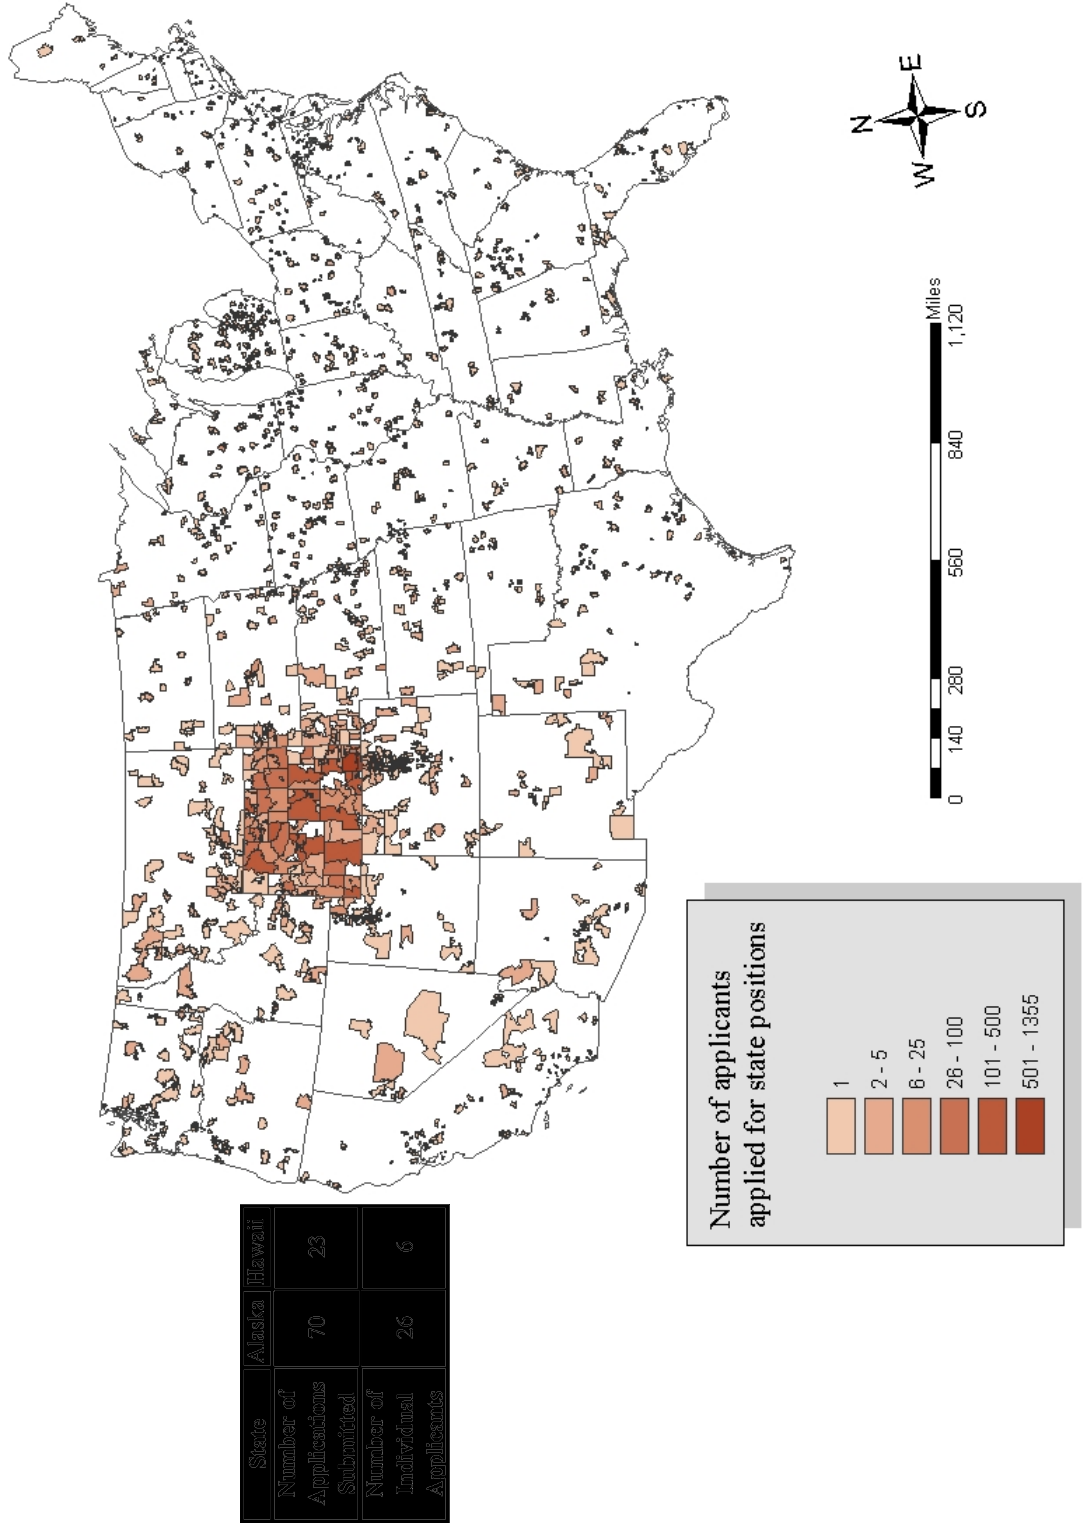 State Alaska Hawaii
Number of
Applications
Submitted
70 23
Number of
Individual
Applicants
26 6
Number of applicants
applied for state positions
1
2 - 5
6 - 25
26 - 100
101 - 500
501 - 1355
0 140 280 560 840 1,120
Miles
N
W E
S